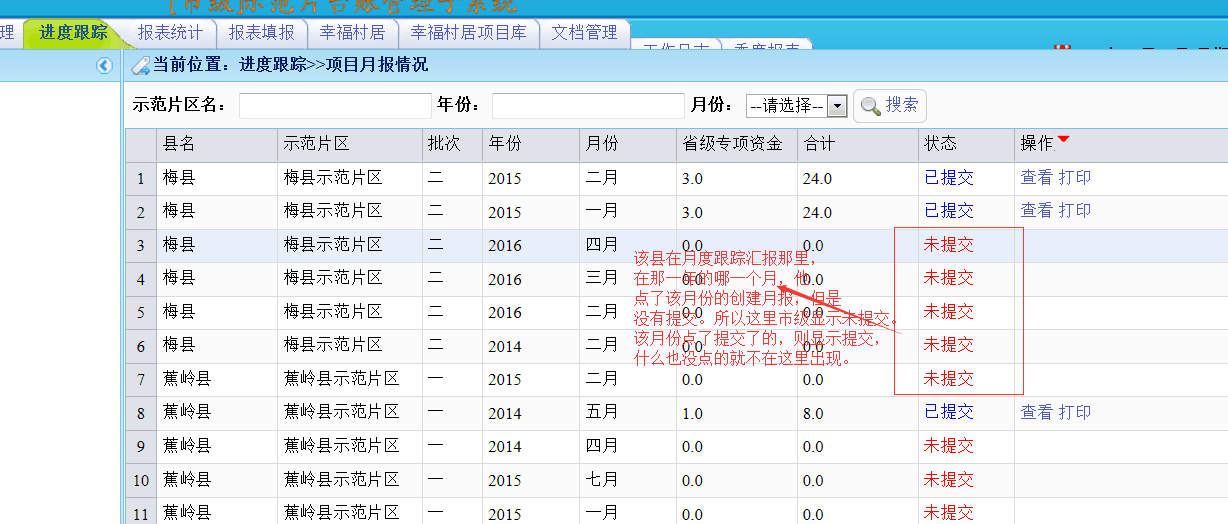 [市级]示范片台账管理子系统
理 进度跟踪 报表统计 报表填报 幸福村居 幸福村居项目库 文档管理 工作日志 季度报表
当前位置：进度跟踪>>项目月报情况
示范片区名： 年份： 月份： --请选择-- 搜索
县名 示范片区 批次 年份 月份 省级专项资金 合计 状态 操作
1 梅县 梅县示范片区 二 2015 二月 3.0 24.0 已提交 查看 打印
2 梅县 梅县示范片区 二 2015 一月 3.0 24.0 已提交 查看 打印
3 梅县 梅县示范片区 二 2016 四月 0.0 0.0 未提交
4 梅县 梅县示范片区 二 2016 三月 0.0 0.0 未提交
5 梅县 梅县示范片区 二 2016 二月 0.0 0.0 未提交
6 梅县 梅县示范片区 二 2014 二月 0.0 0.0 未提交
7 蕉岭县 蕉岭县示范片区 一 2015 二月 0.0 0.0 未提交
8 蕉岭县 蕉岭县示范片区 一 2014 五月 1.0 8.0 已提交 查看 打印
9 蕉岭县 蕉岭县示范片区 一 2014 四月 0.0 0.0 未提交
10 蕉岭县 蕉岭县示范片区 一 2015 七月 0.0 0.0 未提交
11 蕉岭县 蕉岭县示范片区 一 2015 一月 0.0 0.0 未提交
该县在月度跟踪汇报那里，
在那一年的哪一个月，他
点了该月份的创建月报，但是
没有提交。所以这里市级显示未提交。
该月份点了提交了的，则显示提交，
什么也没点的就不在这里出现。